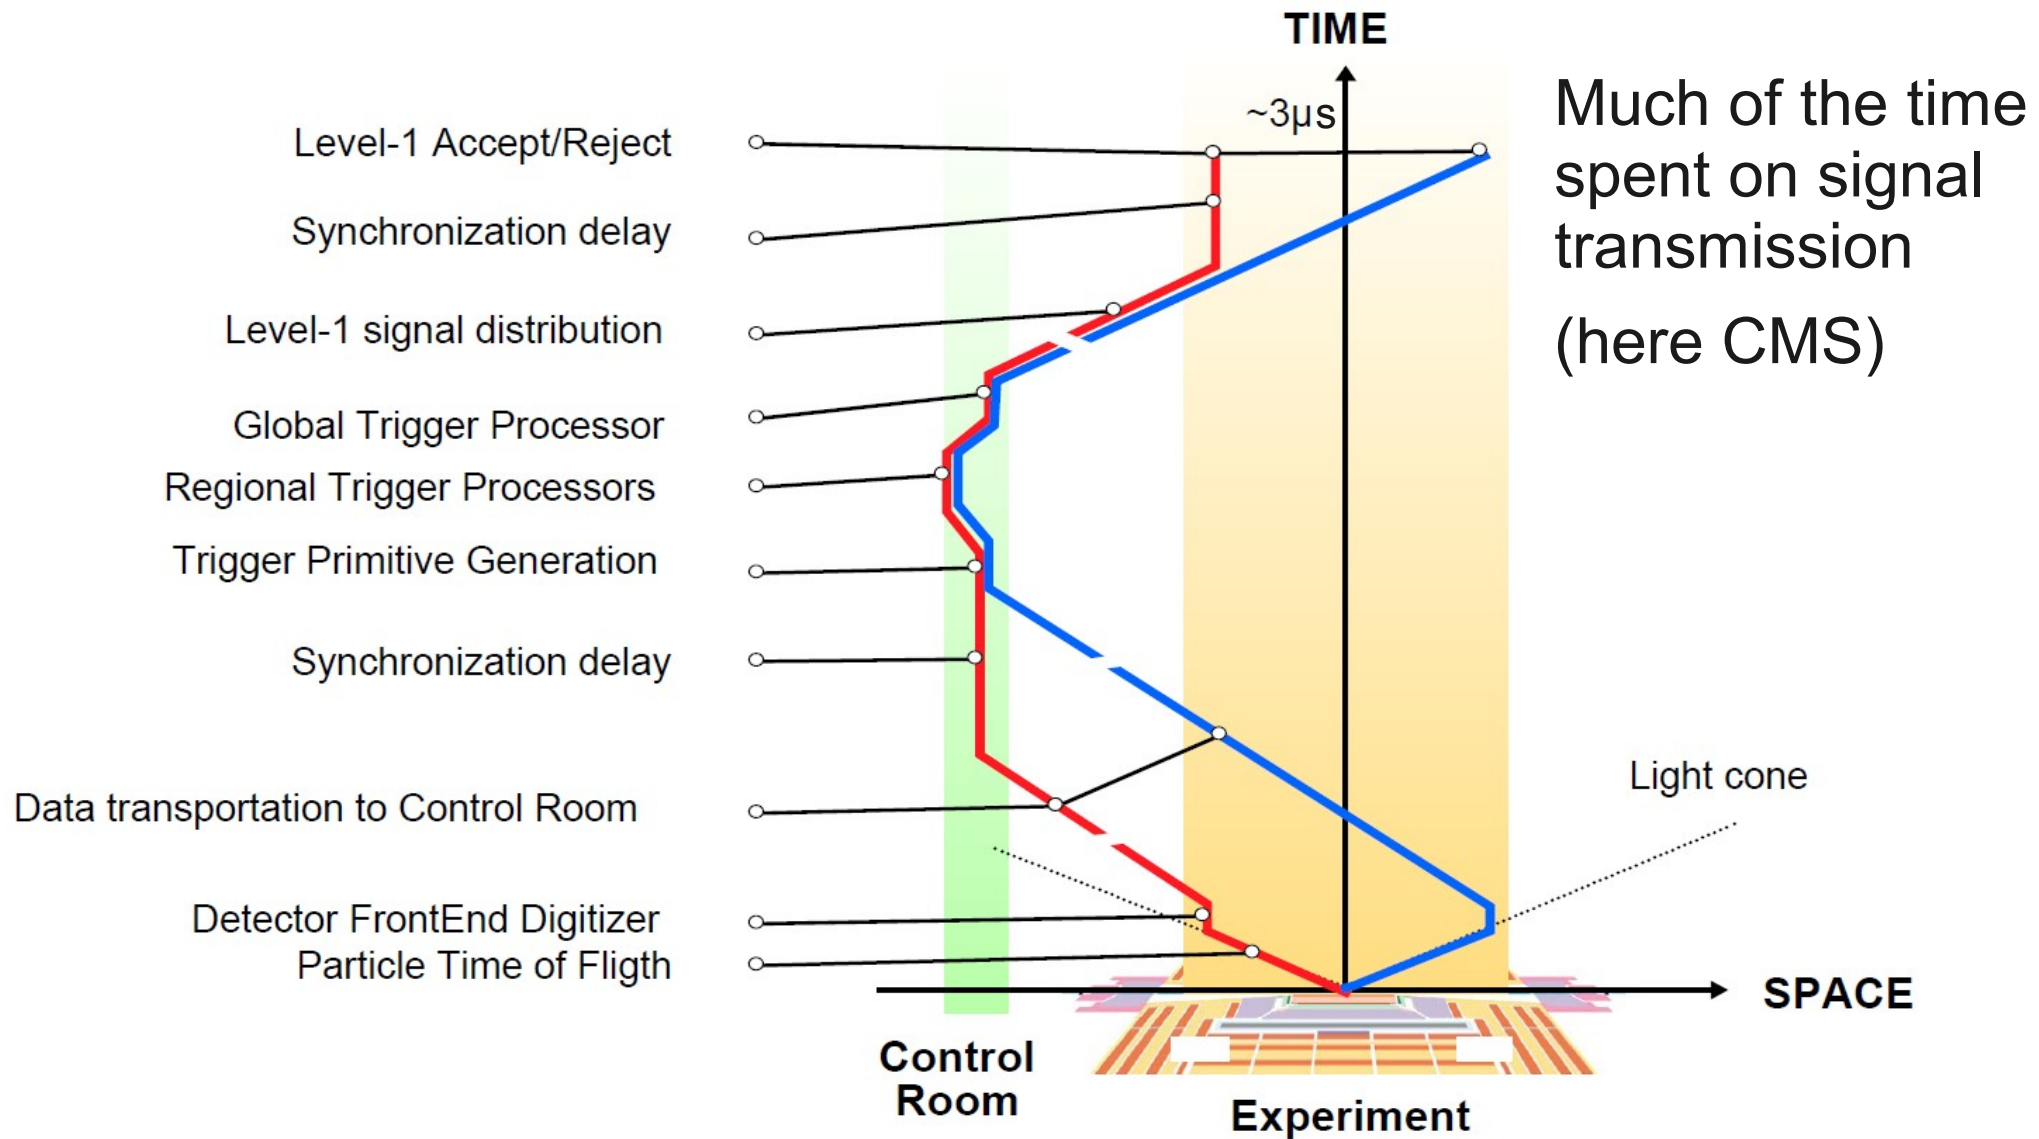 TIME
~3μs
Much of the time
spent on signal
transmission
(here CMS)
Level-1 Accept/Reject
Synchronization delay
Level-1 signal distribution
Global Trigger Processor
Regional Trigger Processors
Trigger Primitive Generation
Synchronization delay
Light cone
Data transportation to Control Room
Detector FrontEnd Digitizer
Particle Time of Fligth
SPACE
Control
Room
Experiment